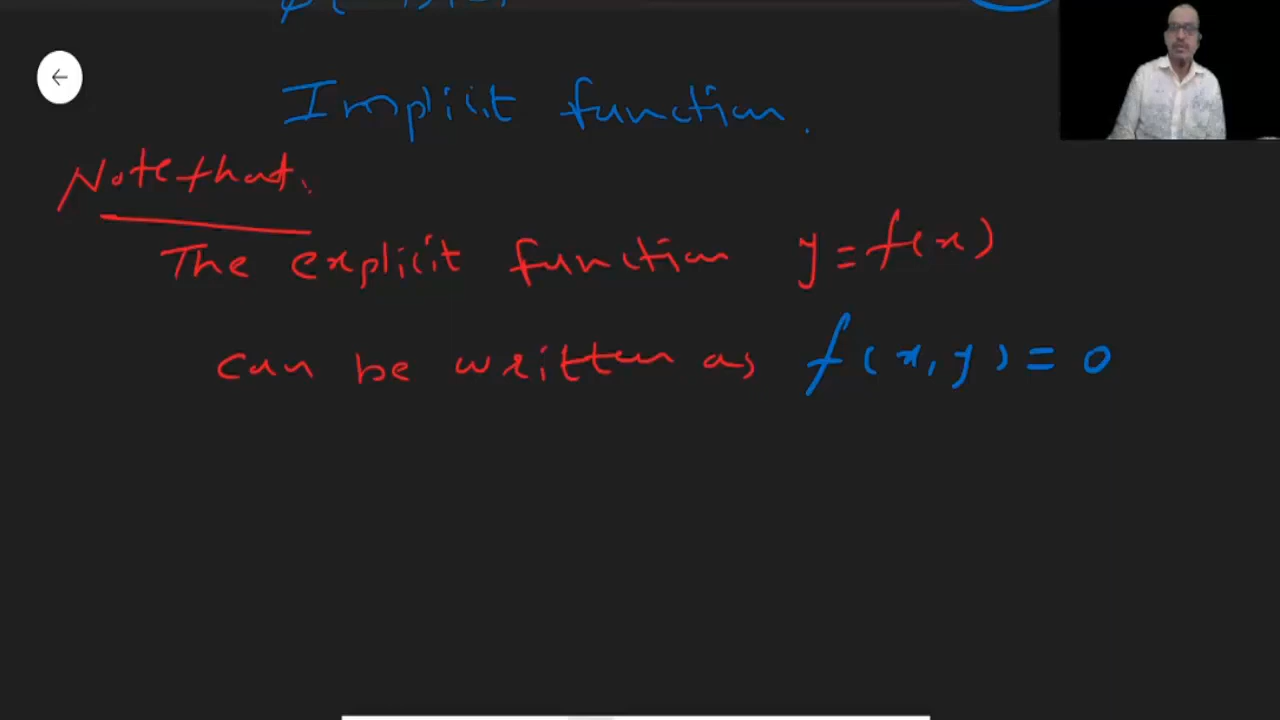 Implicit function.
Note that.
The explicit function y = f(x)
can be written as f(x, y) = 0